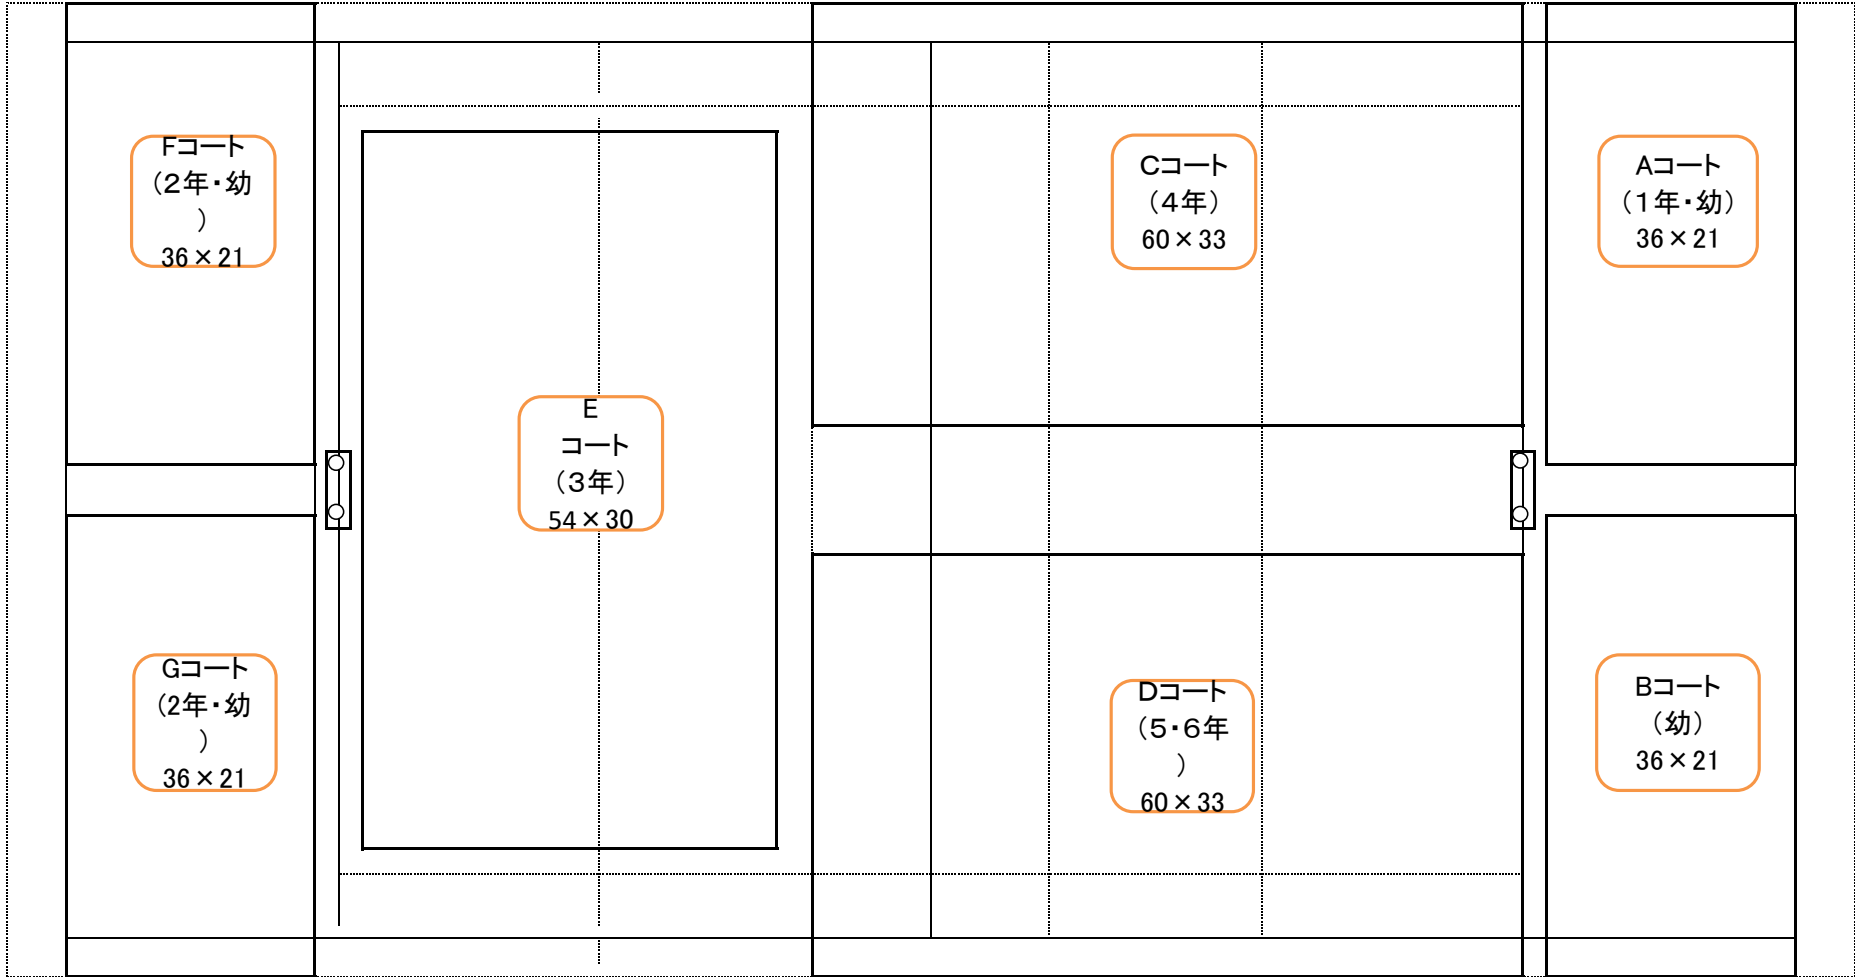 Fコート
（２年・幼
）
36×21
Cコート
（４年）
60×33
Aコート
（１年・幼）
36×21
E
コート
（３年）
54×30
Gコート
（2年・幼
）
36×21
Dコート
（５・６年
）
60×33
Bコート
（幼）
36×21